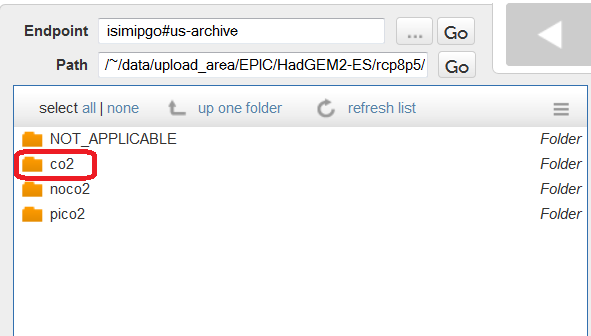 Endpoint isimipgo#us-archive ... Go
Path /~/data/upload_area/EPIC/HadGEM2-ES/rcp8p5/ Go
select all | none up one folder refresh list
NOT_APPLICABLE Folder
co2 Folder
noco2 Folder
pico2 Folder